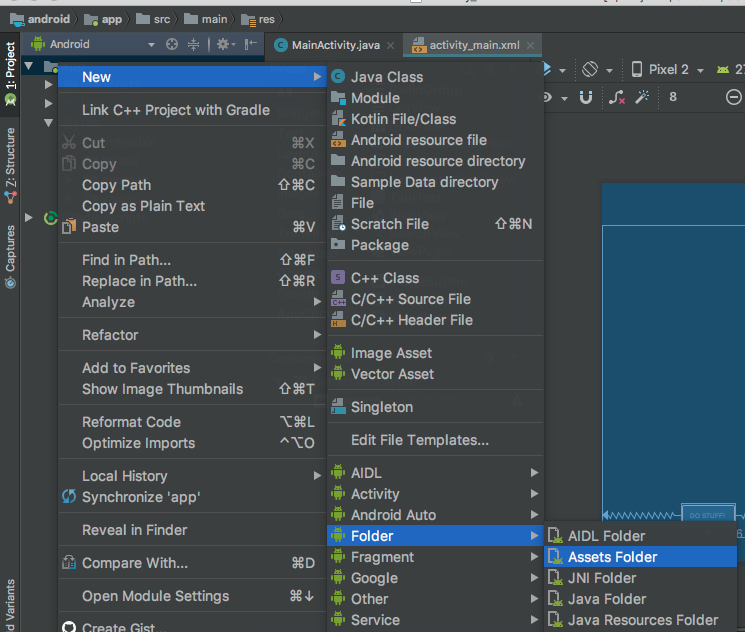 android app src main res
Android
MainActivity.java
activity_main.xml
1: Project
Z: Structure
Captures
Pixel 2
27
8
New
Link C++ Project with Gradle
Cut ⌘X
Copy ⌘C
Copy Path ⇧⌘C
Copy as Plain Text
Paste ⌘V
Find in Path... ⇧⌘F
Replace in Path... ⇧⌘R
Analyze
Refactor
Add to Favorites
Show Image Thumbnails ⇧⌘T
Reformat Code ⌥⌘L
Optimize Imports ^⌥O
Local History
Synchronize 'app'
Reveal in Finder
Compare With... ⌘D
Open Module Settings ⌘↓
Create Gist...
Java Class
Module
Kotlin File/Class
Android resource file
Android resource directory
Sample Data directory
File
Scratch File ⇧⌘N
Package
C++ Class
C/C++ Source File
C/C++ Header File
Image Asset
Vector Asset
Singleton
Edit File Templates...
AIDL
Activity
Android Auto
Folder
Fragment
Google
Other
Service
AIDL Folder
Assets Folder
JNI Folder
Java Folder
Java Resources Folder
DO STUFF!